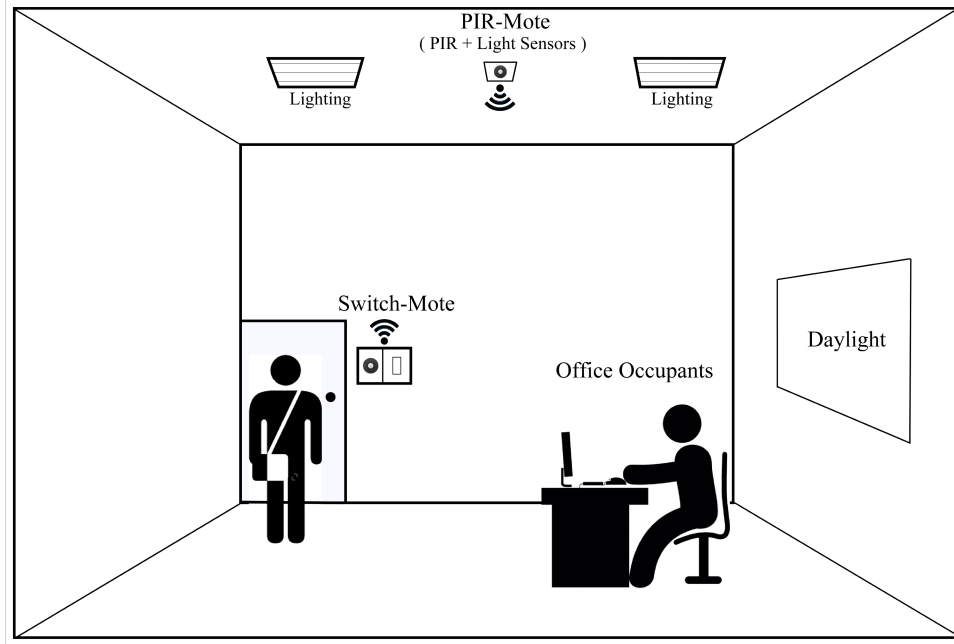 PIR-Mote
( PIR + Light Sensors )
Lighting
Lighting
Switch-Mote
Office Occupants
Daylight